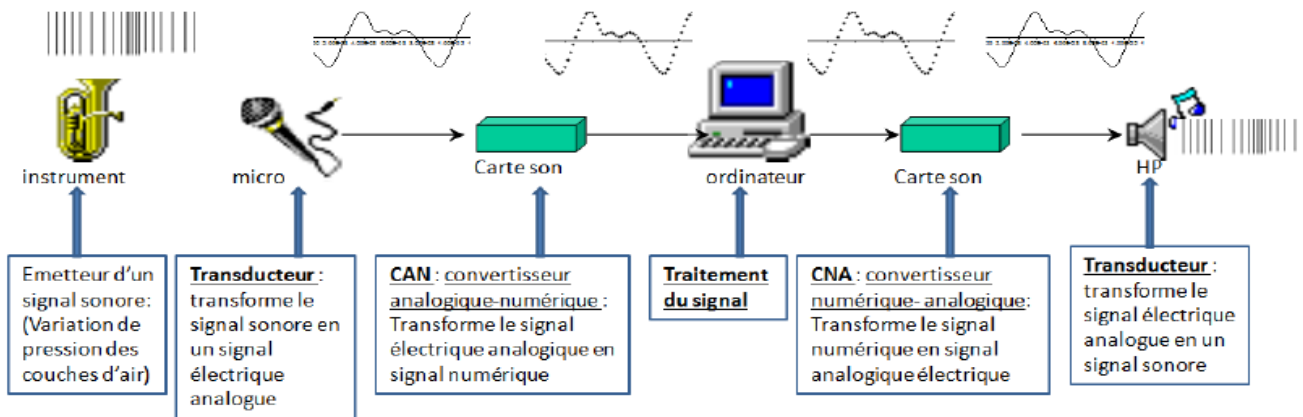 instrument
micro
Carte son
ordinateur
Carte son
HP
Emetteur d'un
signal sonore:
(Variation de
pression des
couches d'air)
Transducteur :
transforme le
signal sonore en
un signal
électrique
analogue
CAN : convertisseur
analogique-numérique :
Transforme le signal
électrique analogique en
signal numérique
Traitement
du signal
CNA : convertisseur
numérique- analogique:
Transforme le signal
numérique en signal
analogique électrique
Transducteur :
transforme le
signal électrique
analogue en un
signal sonore